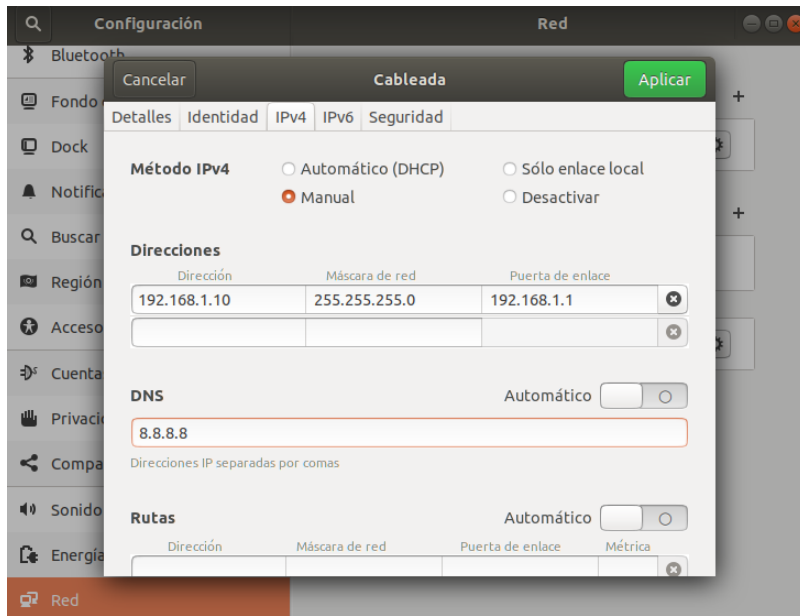 Configuración
Red
Bluetooth
Fondo
Dock
Notific
Buscar
Región
Acceso
Cuenta
Privaci
Compa
Sonido
Energía
Red
Cancelar
Cableada
Aplicar
Detalles Identidad IPv4 IPv6 Seguridad
Método IPv4 Automático (DHCP) Sólo enlace local
Manual Desactivar
Direcciones
Dirección Máscara de red Puerta de enlace
192.168.1.10 255.255.255.0 192.168.1.1
DNS Automático
8.8.8.8
Direcciones IP separadas por comas
Rutas Automático
Dirección Máscara de red Puerta de enlace Métrica